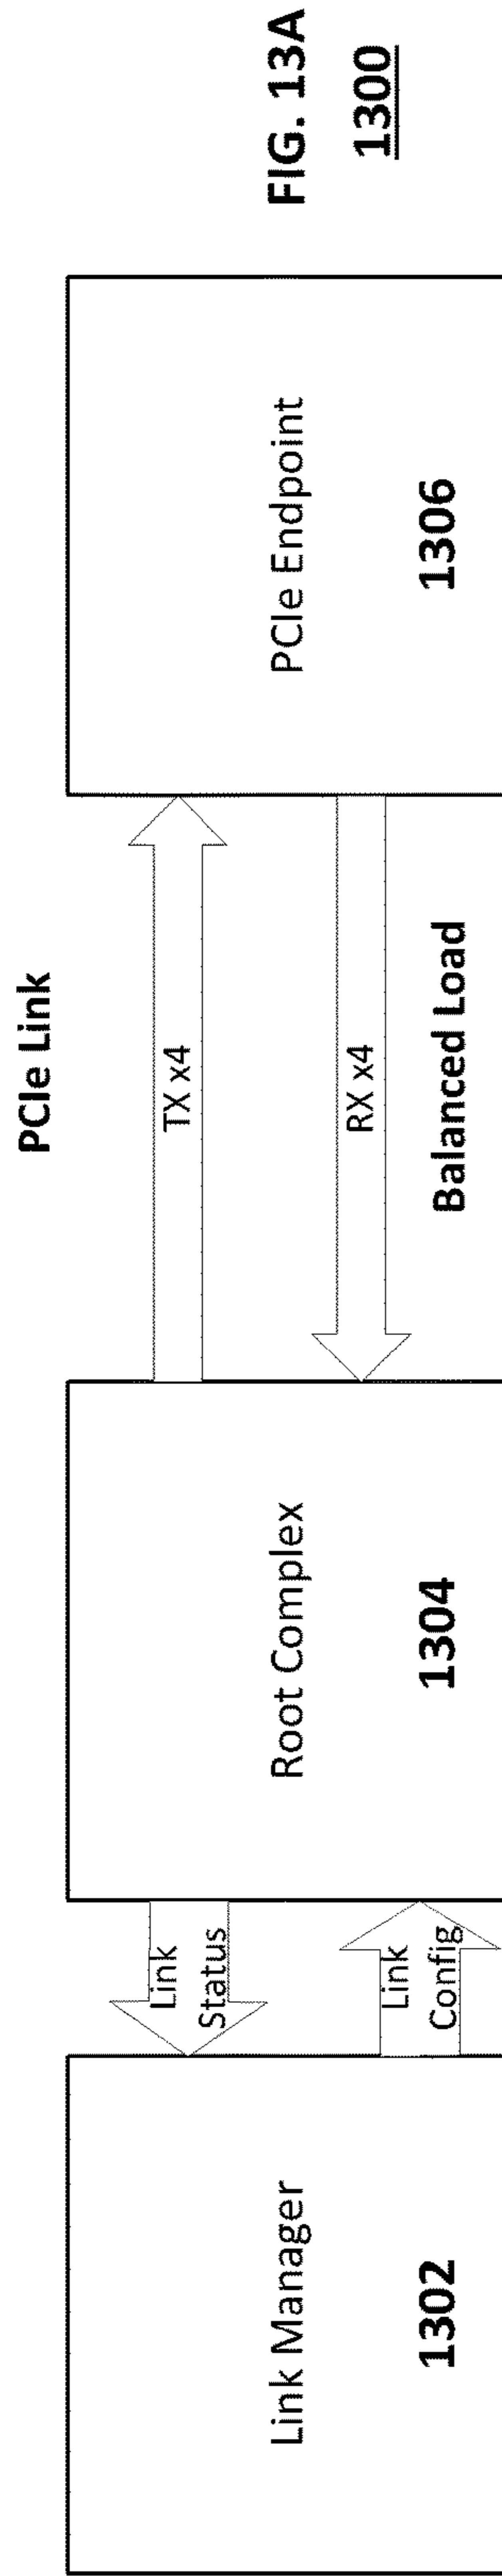 PCIe Link
Link Manager
1302
Link
Status
Link
Config
Root Complex
1304
TX x4
RX x4
Balanced Load
PCIe Endpoint
1306
FIG. 13A
1300